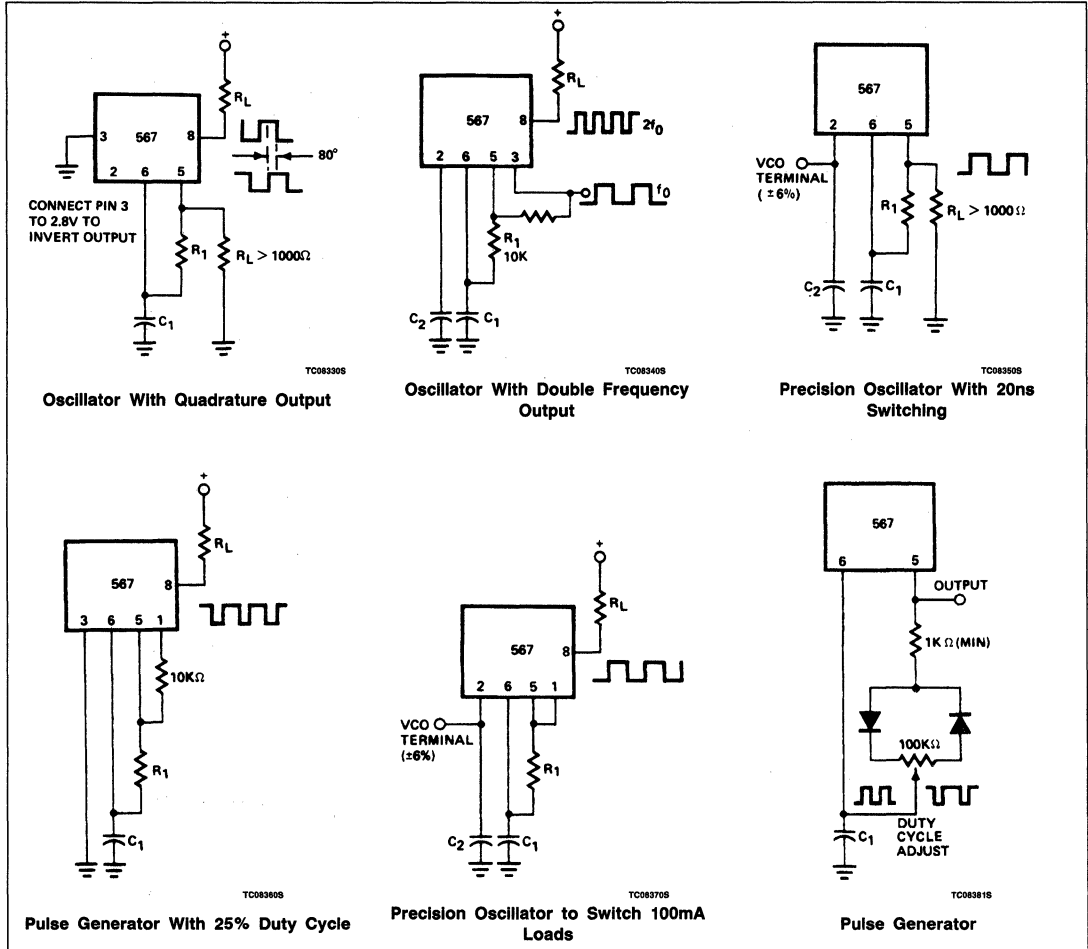 +
RL
3 567 8
2 6 5
80°
CONNECT PIN 3
TO 2.8V TO
INVERT OUTPUT
R1
RL > 1000Ω
C1
TC08330S
Oscillator With Quadrature Output
+
RL
567 8
2f0
2 6 5 3
f0
R1
10K
C2
C1
TC08340S
Oscillator With Double Frequency
Output
567
2 6 5
VCO
TERMINAL
(±6%)
R1
RL > 1000Ω
C2
C1
TC08350S
Precision Oscillator With 20ns
Switching
+
RL
567 8
3 6 5 1
10KΩ
R1
C1
TC08360S
Pulse Generator With 25% Duty Cycle
+
RL
567 8
2 6 5 1
VCO
TERMINAL
(±6%)
R1
C2
C1
TC08370S
Precision Oscillator to Switch 100mA
Loads
567
6 5
OUTPUT
1KΩ (MIN)
100KΩ
DUTY
CYCLE
ADJUST
C1
TC08381S
Pulse Generator